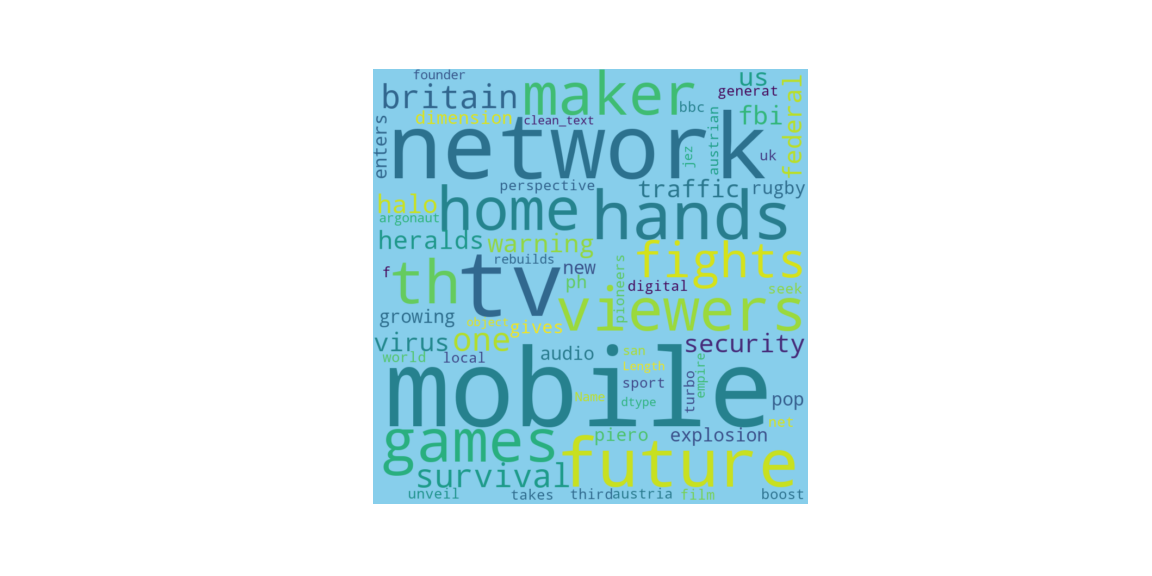 founder
us
britain
maker
generat
federal
bbc
fbi
dimension
clean_text
enters
network
austrian
jez
uk
perspective
traffic
rugby
halo
home
hands
argonaut
heralds
warning
fights
rebuilds
f
th
tv
new
ph
pioneers
digital
seek
viewers
growing
object
gives
virus
one
security
world
local
audio
son
Length
mobile
sport
turbo
empire
Name
dtype
pop
net
games
piero
explosion
future
survival
unveil
takes
third
austria
film
boost